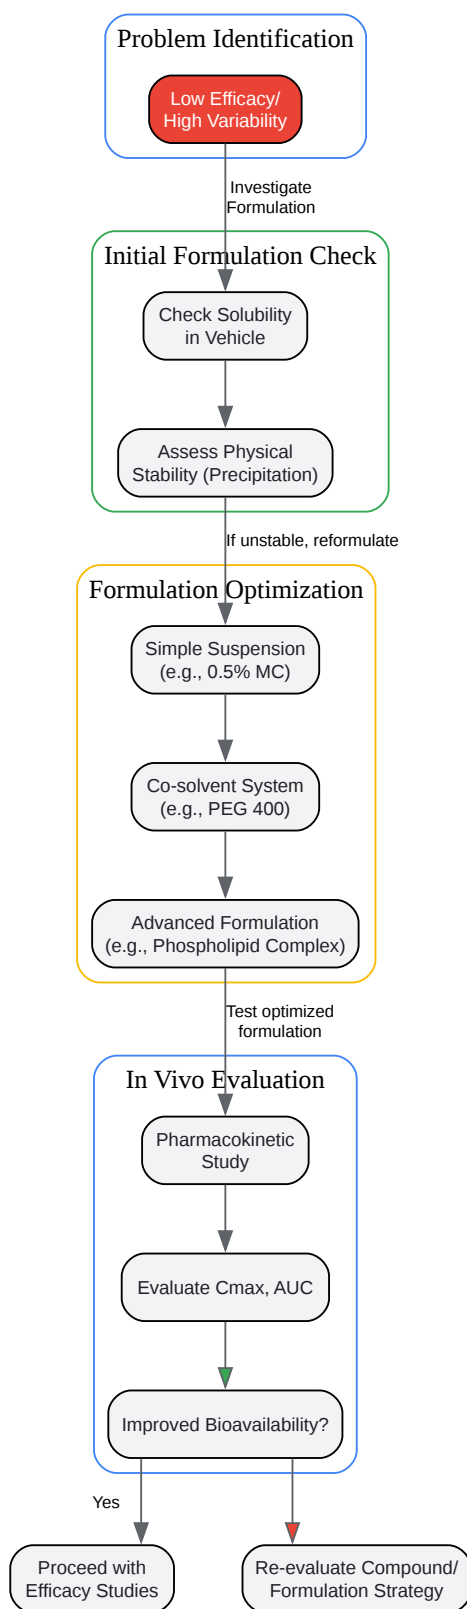 Problem Identification
Low Efficacy/
High Variability
Investigate
Formulation
Initial Formulation Check
Check Solubility
in Vehicle
Assess Physical
Stability (Precipitation)
If unstable, reformulate
Formulation Optimization
Simple Suspension
(e.g., 0.5% MC)
Co-solvent System
(e.g., PEG 400)
Advanced Formulation
(e.g., Phospholipid Complex)
Test optimized
formulation
In Vivo Evaluation
Pharmacokinetic
Study
Evaluate Cmax, AUC
Improved Bioavailability?
Yes
Proceed with
Efficacy Studies
Re-evaluate Compound/
Formulation Strategy